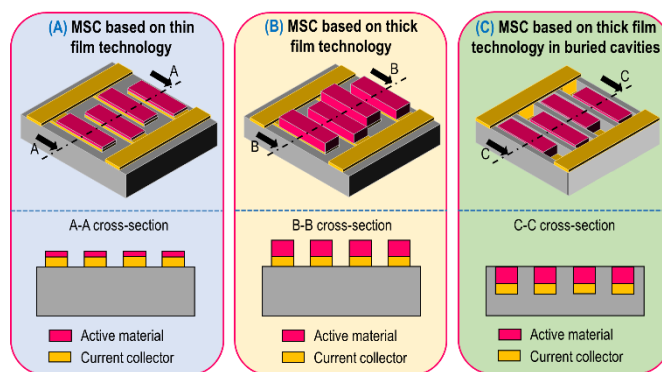 (A) MSC based on thin
film technology
A
A
A-A cross-section
Active material
Current collector
(B) MSC based on thick
film technology
B
B
B-B cross-section
Active material
Current collector
(C) MSC based on thick film
technology in buried cavities
C
C
C-C cross-section
Active material
Current collector